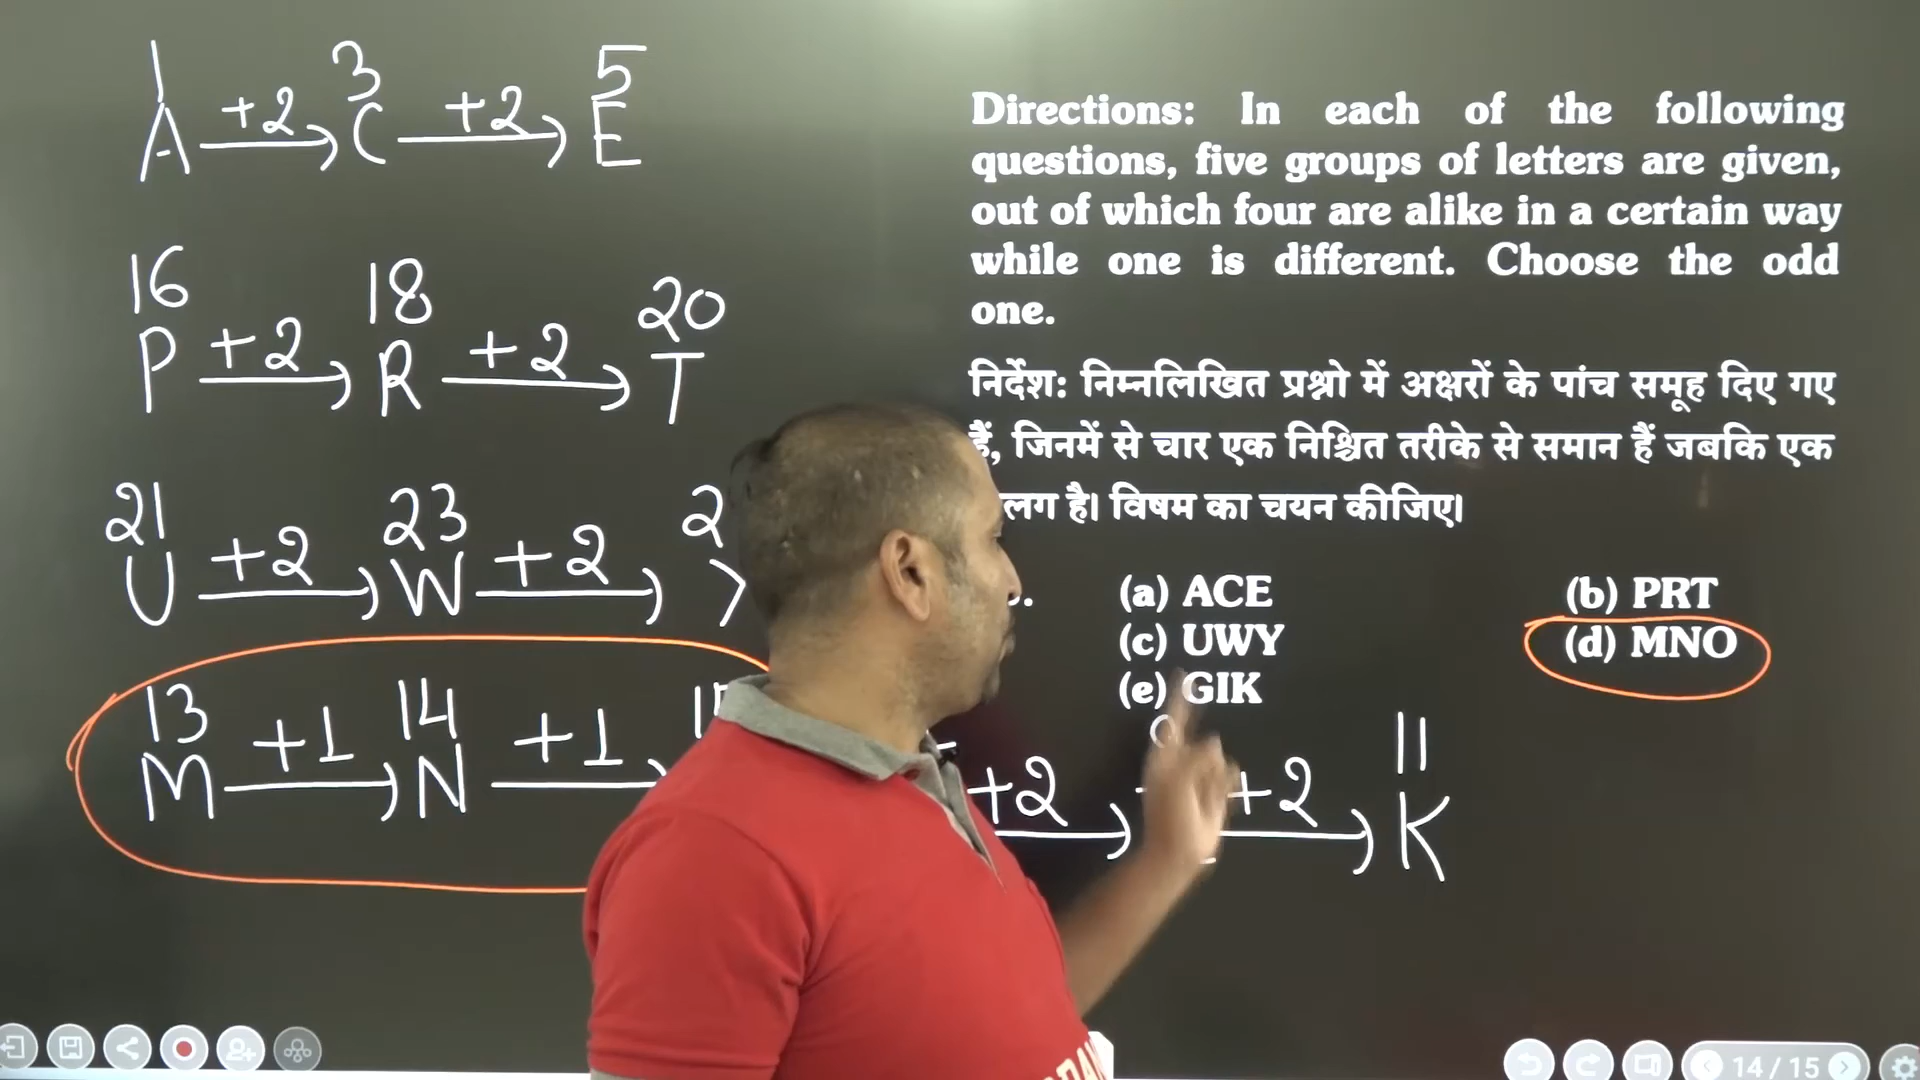 1 3 5
A +2 C +2 E
16 18 20
P +2 R +2 T
21 23 2
U +2 W +2
13 14
M +1 N +1
Directions: In each of the following
questions, five groups of letters are given,
out of which four are alike in a certain way
while one is different. Choose the odd
one.
निर्देश: निम्नलिखित प्रश्नो में अक्षरों के पांच समूह दिए गए
हैं, जिनमें से चार एक निश्चित तरीके से समान हैं जबकि एक
लग है। विषम का चयन कीजिए।
(a) ACE (b) PRT
(c) UWY (d) MNO
(e) GIK
11
+2 +2 K
14 / 15